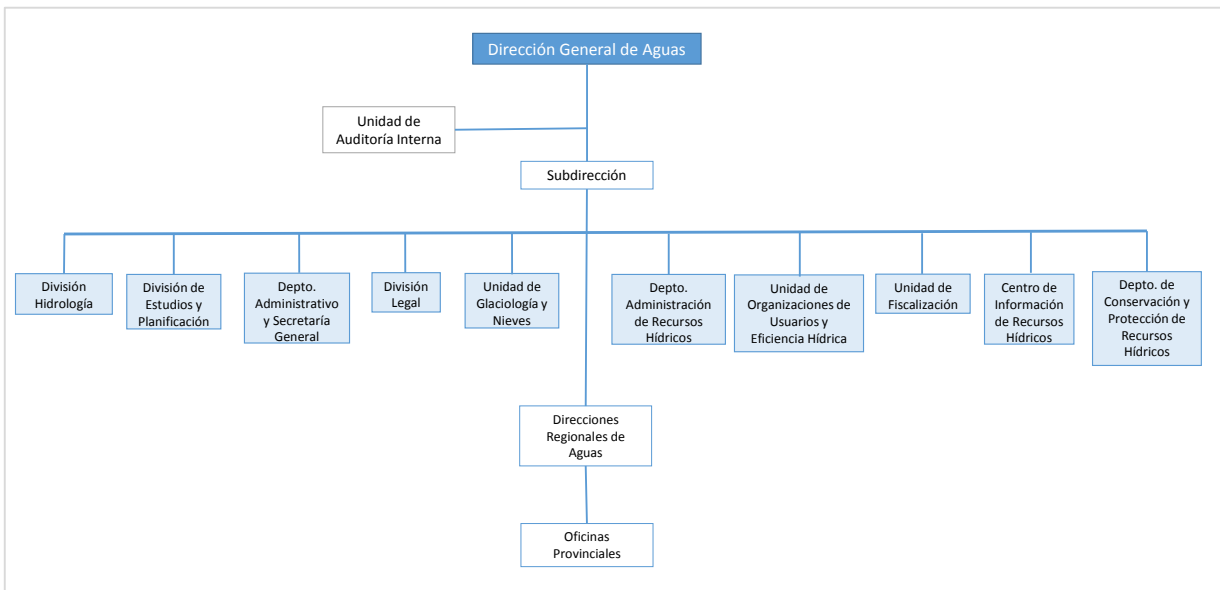 Dirección General de Aguas
Unidad de
Auditoría Interna
Subdirección
División
Hidrología
División de
Estudios y
Planificación
Depto.
Administrativo
y Secretaría
General
División
Legal
Unidad de
Glaciología y
Nieves
Depto.
Administración
de Recursos
Hídricos
Unidad de
Organizaciones de
Usuarios y
Eficiencia Hídrica
Unidad de
Fiscalización
Centro de
Información
de Recursos
Hídricos
Depto. de
Conservación y
Protección de
Recursos
Hídricos
Direcciones
Regionales de
Aguas
Oficinas
Provinciales